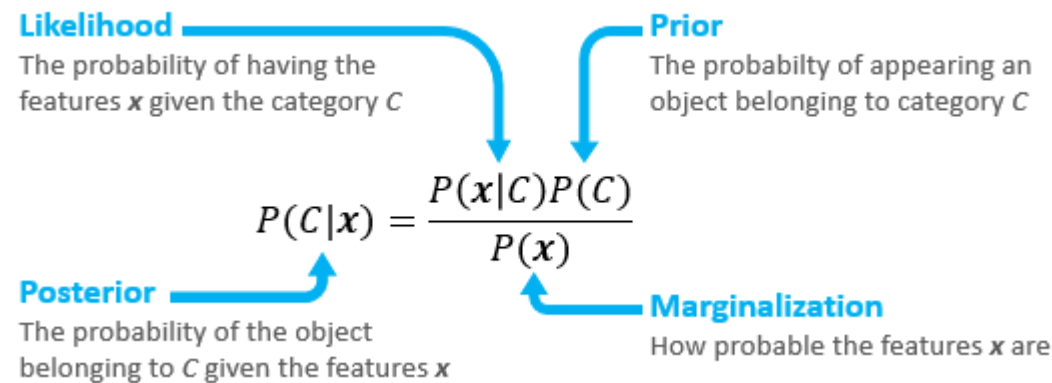 Likelihood
The probability of having the
features x given the category C
Prior
The probabilty of appearing an
object belonging to category C
P(C|x) = P(x|C)P(C)
P(x)
Posterior
The probability of the object
belonging to C given the features x
Marginalization
How probable the features x are